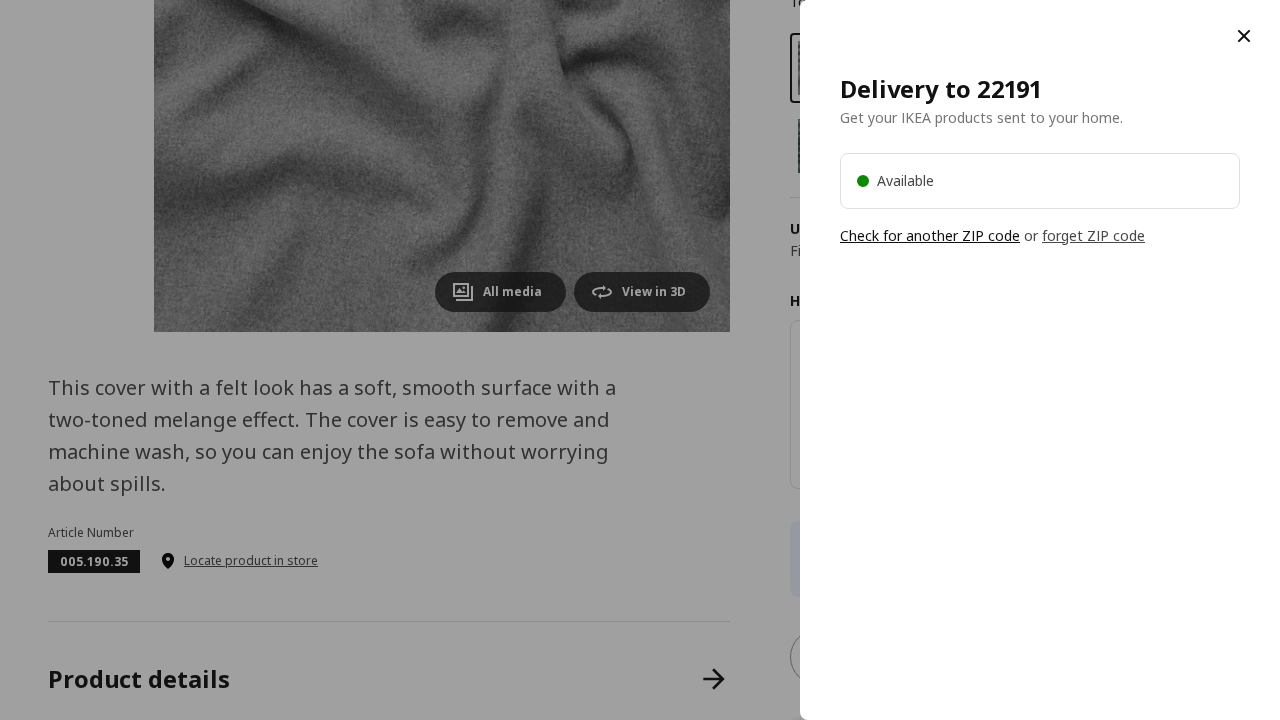 All media
View in 3D
This cover with a felt look has a soft, smooth surface with a
two-toned melange effect. The cover is easy to remove and
machine wash, so you can enjoy the sofa without worrying
about spills.
Article Number
005.190.35
Locate product in store
Product details
Delivery to 22191
Get your IKEA products sent to your home.
Available
Check for another ZIP code or forget ZIP code